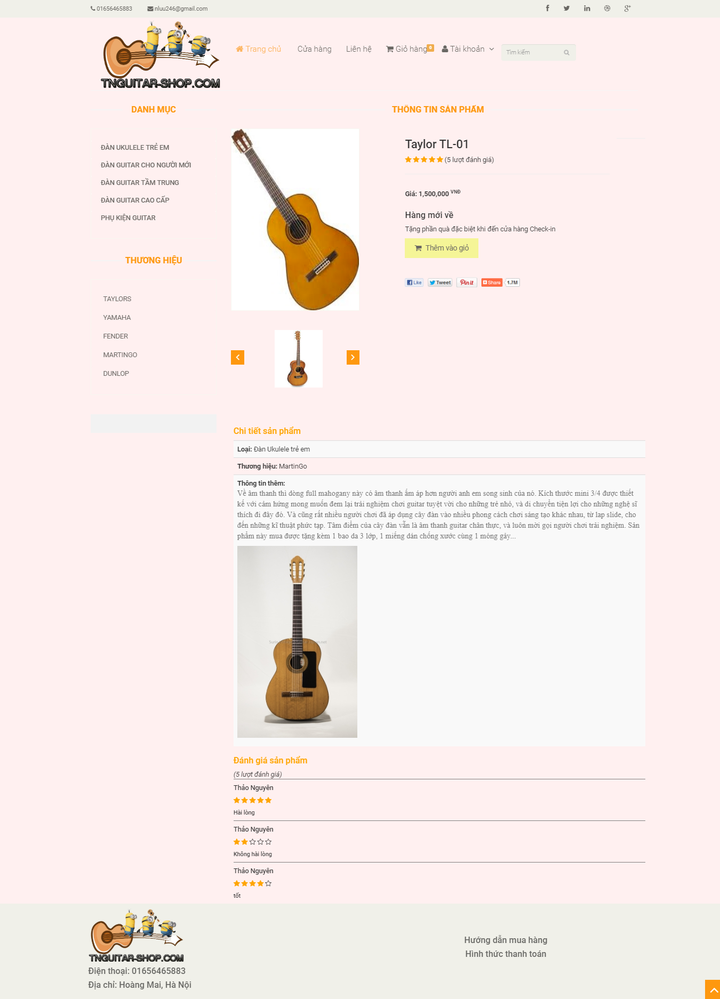 01656465883 nluu246@gmail.com
TNGUITAR-SHOP.COM
Trang chủ Cửa hàng Liên hệ Giỏ hàng 0 Tài khoản Tìm kiếm
DANH MỤC
ĐÀN UKULELE TRẺ EM
ĐÀN GUITAR CHO NGƯỜI MỚI
ĐÀN GUITAR TẦM TRUNG
ĐÀN GUITAR CAO CẤP
PHỤ KIỆN GUITAR
THƯƠNG HIỆU
TAYLORS
YAMAHA
FENDER
MARTINGO
DUNLOP
THÔNG TIN SẢN PHẨM
Taylor TL-01
(5 lượt đánh giá)
Giá: 1,500,000 VNĐ
Hàng mới về
Tặng phần quà đặc biệt khi đến cửa hàng Check-in
Thêm vào giỏ
Like Tweet Pin it Share 1.7M
Chi tiết sản phẩm
Loại: Đàn Ukulele trẻ em
Thương hiệu: MartinGo
Thông tin thêm:
Về âm thanh thì dòng full mahogany này có âm thanh ấm áp hơn người anh em song sinh của nó. Kích thước mini 3/4 được thiết
kế với cảm hứng mong muốn đem lại trải nghiệm chơi guitar tuyệt vời cho những trẻ nhỏ, và di chuyển tiện lợi cho những nghệ sĩ
thích đi đây đó. Và cũng rất nhiều người chơi đã áp dụng cây đàn vào nhiều phong cách chơi sáng tạo khác nhau, từ lap slide, cho
đến những kĩ thuật phức tạp. Tâm điểm của cây đàn vẫn là âm thanh guitar chân thực, và luôn mời gọi người chơi trải nghiệm. Sản
phẩm này mua được tặng kèm 1 bao da 3 lớp, 1 miếng dán chống xước cùng 1 móng gảy...
Đánh giá sản phẩm
(5 lượt đánh giá)
Thảo Nguyên
Hài lòng
Thảo Nguyên
Không hài lòng
Thảo Nguyên
tốt
TNGUITAR-SHOP.COM
Điện thoại: 01656465883
Địa chỉ: Hoàng Mai, Hà Nội
Hướng dẫn mua hàng
Hình thức thanh toán